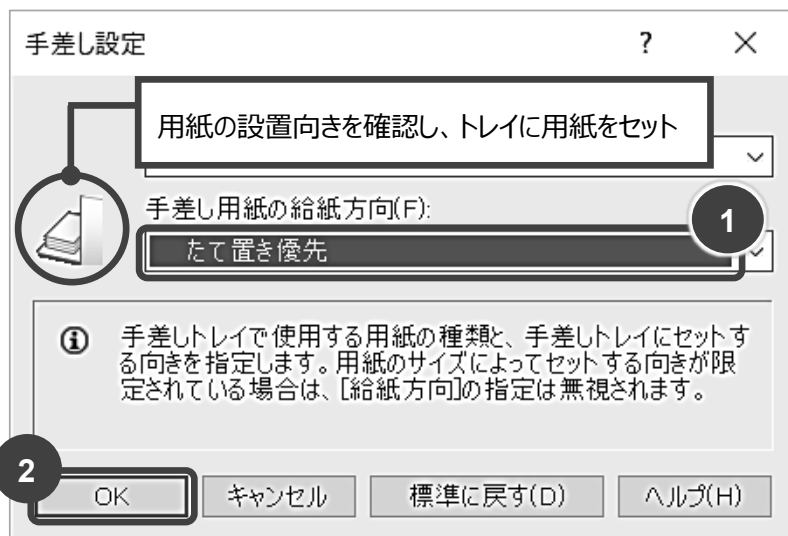 手差し設定
?
×
用紙の設置向きを確認し、トレイに用紙をセット
手差し用紙の給紙方向(F):
1
たて置き優先
手差しトレイで使用する用紙の種類と、手差しトレイにセットす
る向きを指定します。用紙のサイズによってセットする向きが限
定されている場合は、[給紙方向]の指定は無視されます。
2
OK
キャンセル
標準に戻す(D)
ヘルプ(H)